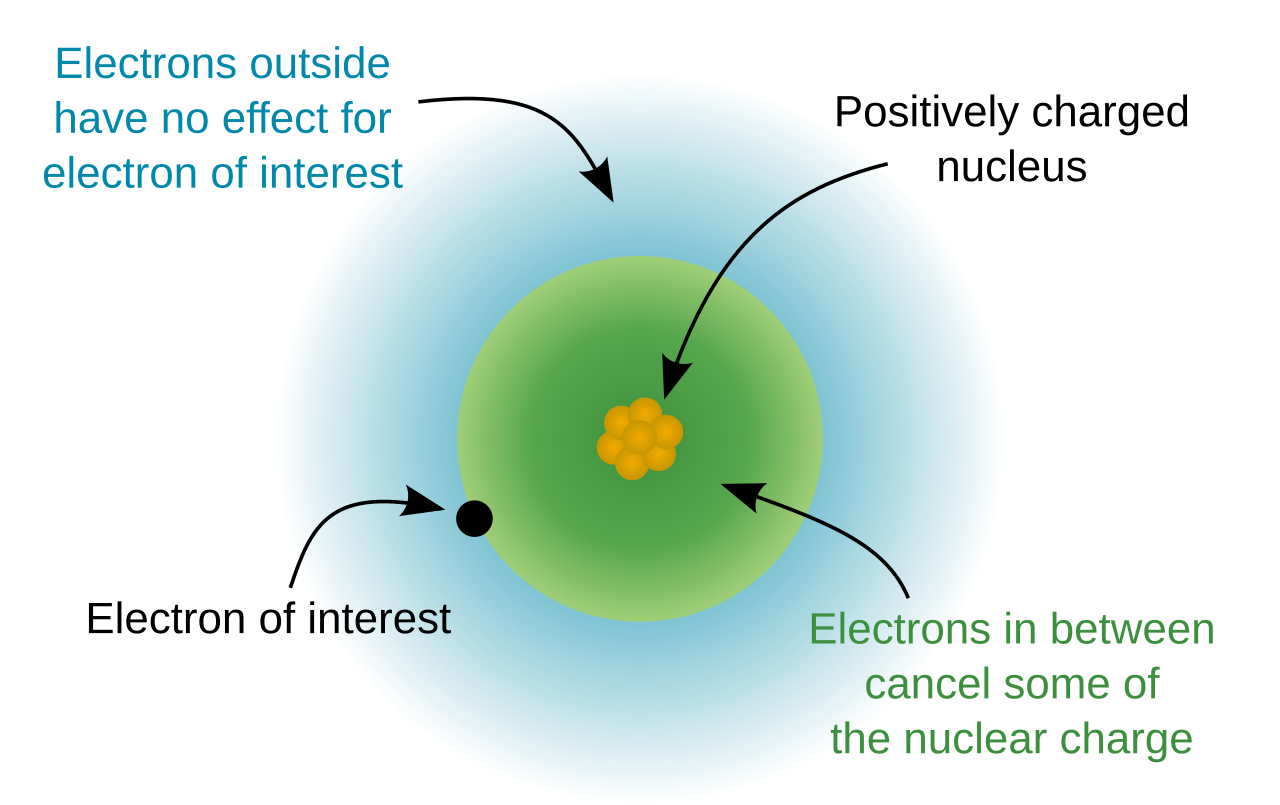 Electrons outside
have no effect for
electron of interest
Positively charged
nucleus
Electron of interest
Electrons in between
cancel some of
the nuclear charge